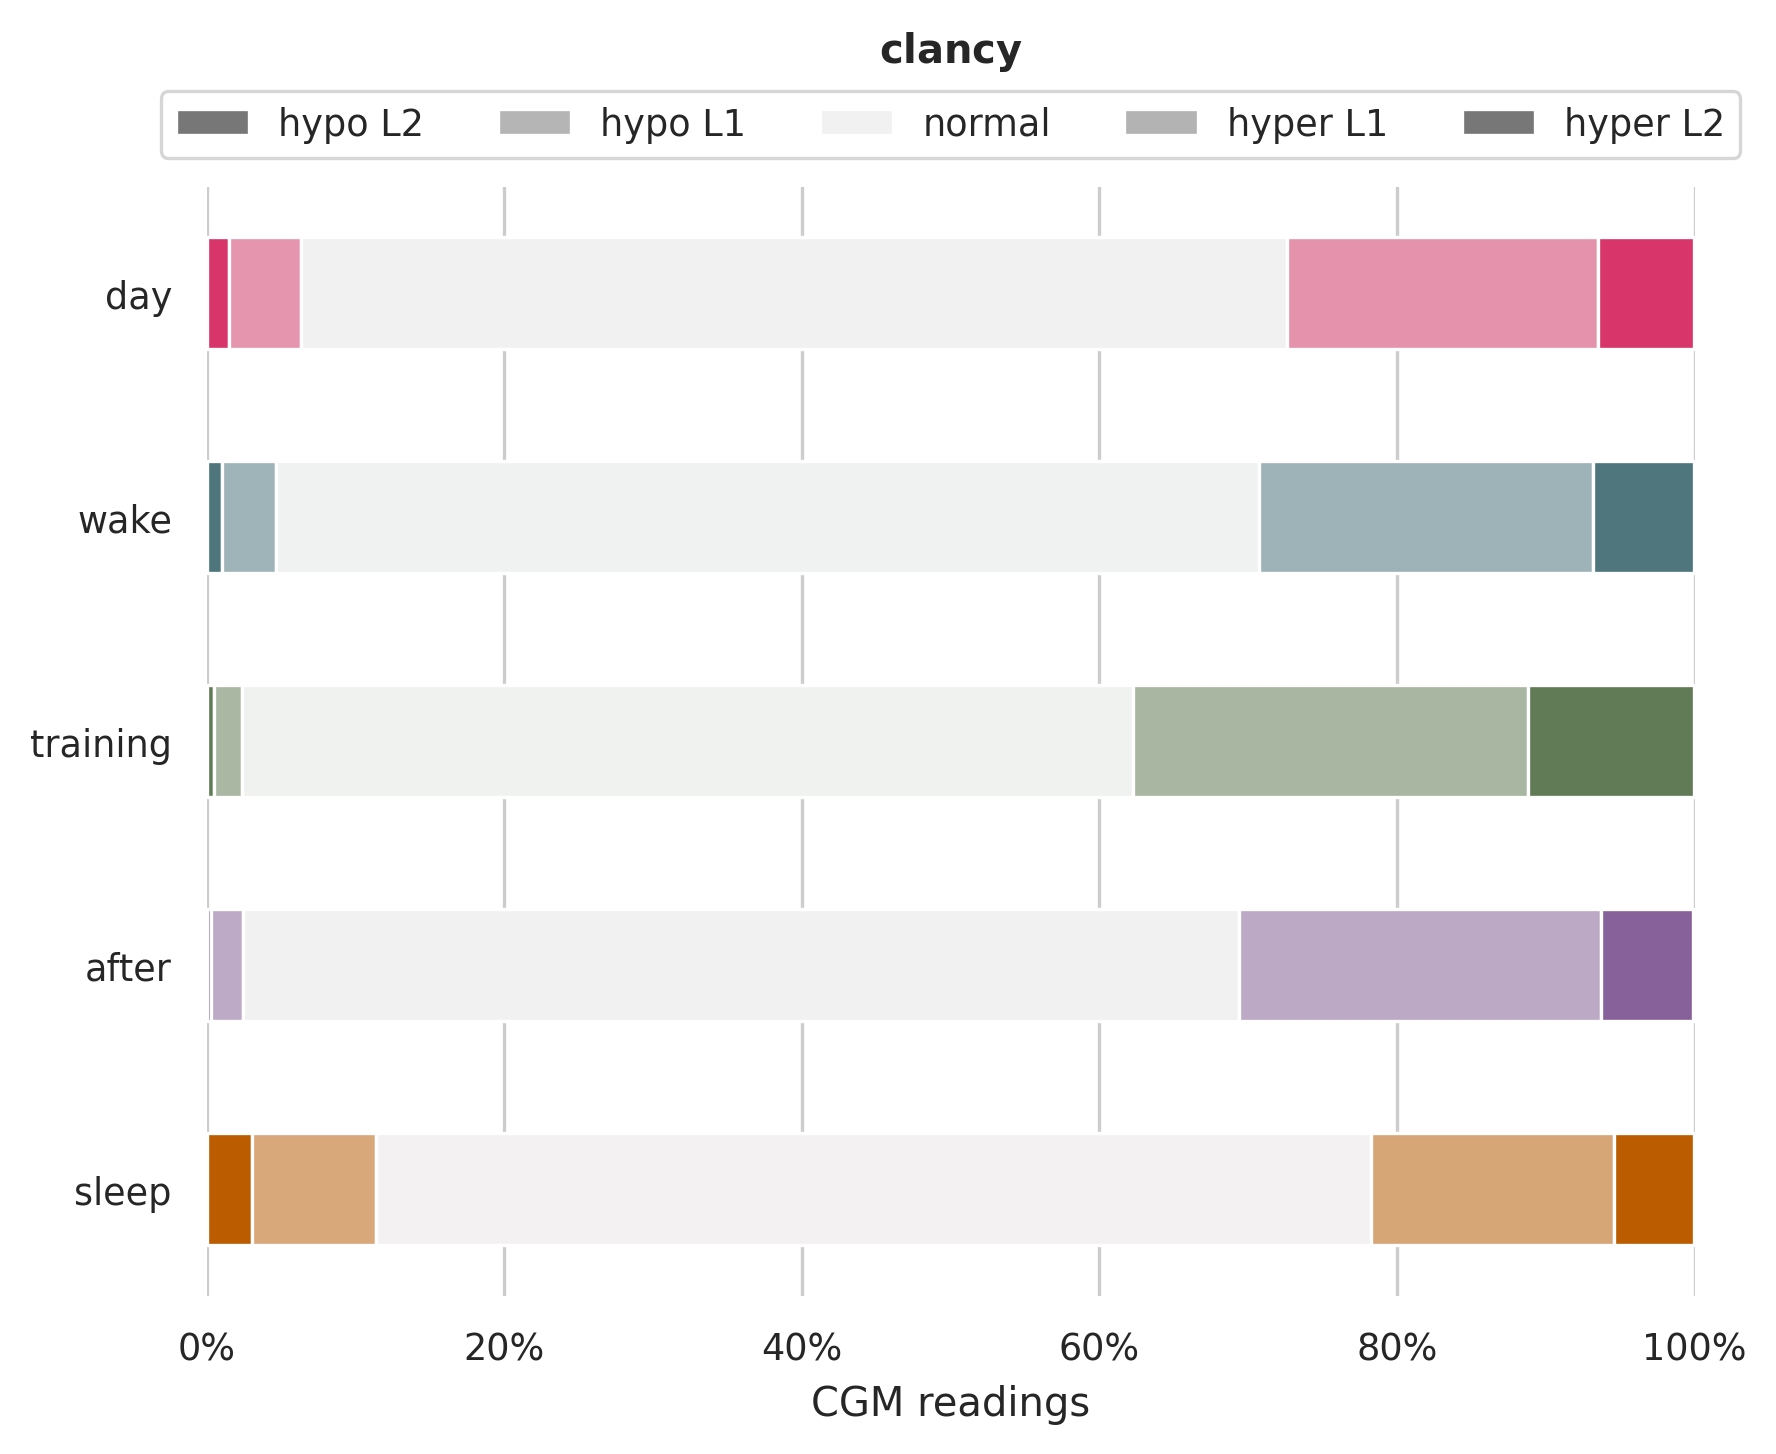 clancy
hypo L2 hypo L1 normal hyper L1 hyper L2
day
wake
training
after
sleep
0% 20% 40% 60% 80% 100%
CGM readings